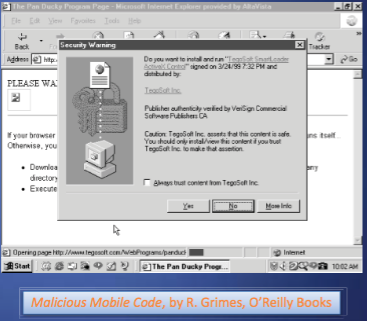 The Pan Ducky Program Page - Microsoft Internet Explorer provided by AltaVista
File Edit View Favorites Tools Help
Back
Tracker
Address http:
Go
Security Warning
Do you want to install and run "TegoSoft SmartLoader
ActiveX Control" signed on 3/24/99 7:32 PM and
distributed by:
TegoSoft Inc.
Publisher authenticity verified by VeriSign Commercial
Software Publishers CA
Caution: TegoSoft Inc. asserts that this content is safe.
You should only install/view this content if you trust
TegoSoft Inc. to make that assertion.
Always trust content from TegoSoft Inc.
Yes No More Info
PLEASE WA
If your browser
uns itself...
Otherwise, you
• Downloa
any
directory
• Execute
Opening page http://www.tegosoft.com/WebPrograms/panduck
Internet
Start
The Pan Ducky Progr...
10:02 AM
Malicious Mobile Code, by R. Grimes, O'Reilly Books